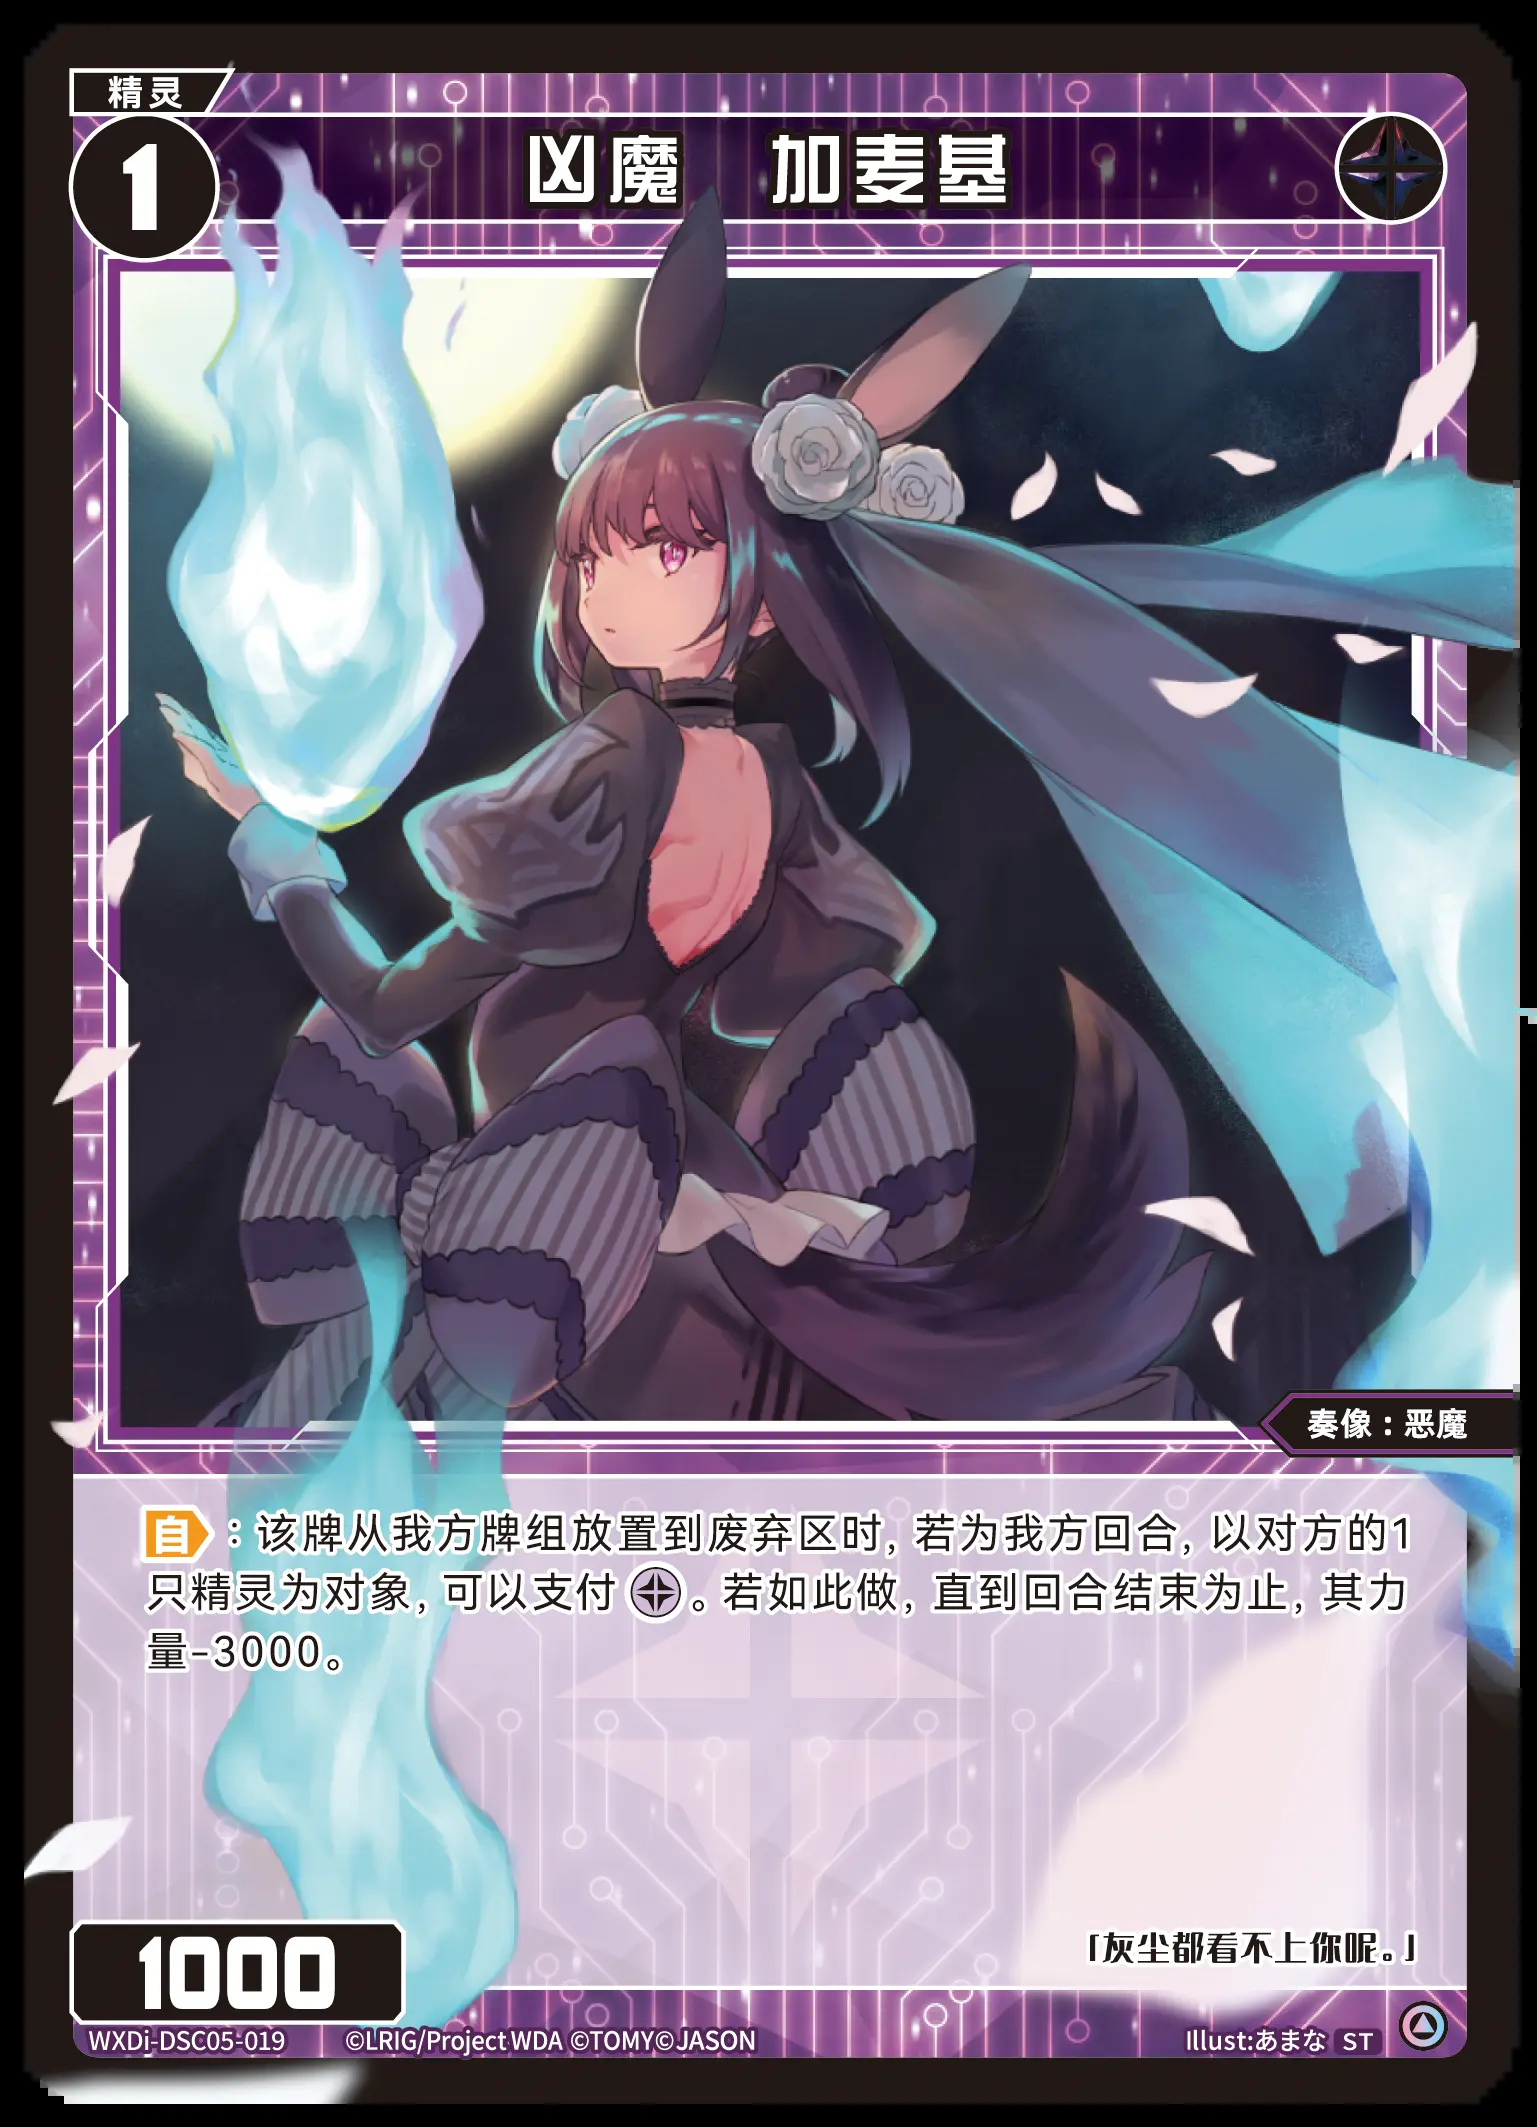 精灵
1
凶魔　加麦基
奏像：恶魔
自：该牌从我方牌组放置到废弃区时，若为我方回合，以对方的1
只精灵为对象，可以支付。若如此做，直到回合结束为止，其力
量-3000。
「灰尘都看不上你呢。」
1000
WXDi-DSC05-019 ©LRIG/Project WDA ©TOMY©JASON Illust:あまな ST